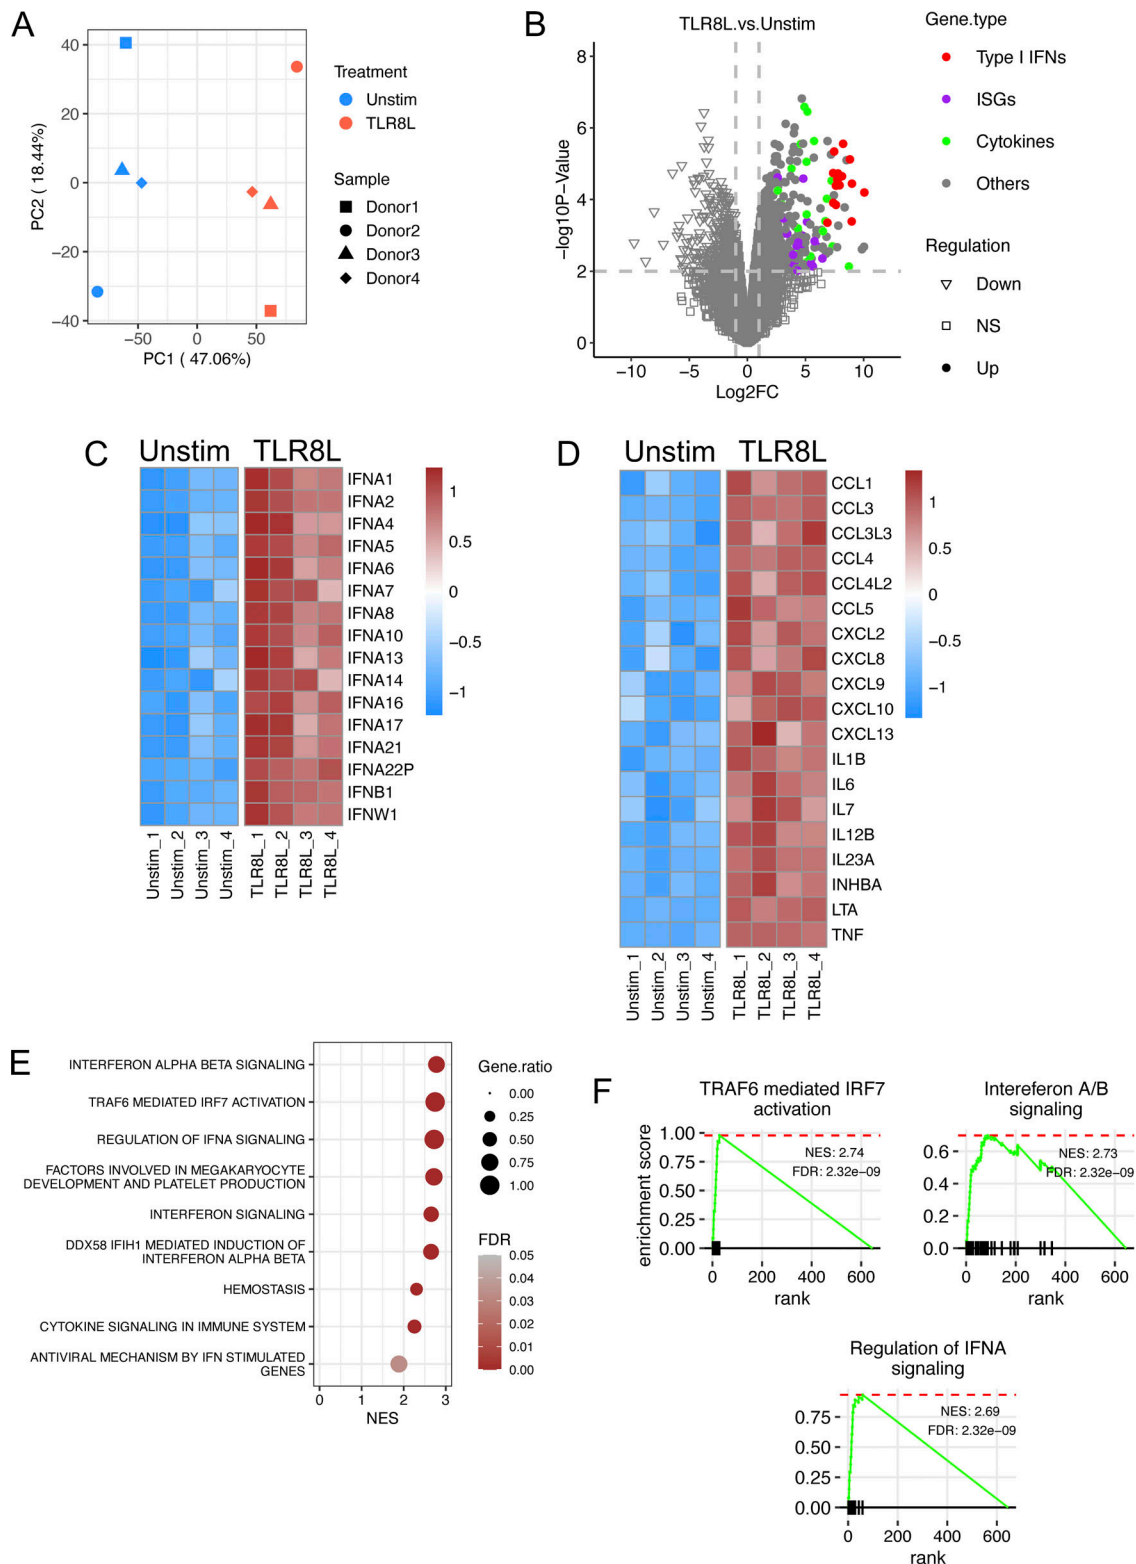 A
40
20
0
−20
−40
PC2 ( 18.44%)
−50
0
50
PC1 ( 47.06%)
Treatment
Unstim
TLR8L
Sample
Donor1
Donor2
Donor3
Donor4
B
TLR8L.vs.Unstim
8
6
4
2
0
−log10P−Value
−10
−5
0
5
10
Log2FC
Gene.type
Type I IFNs
ISGs
Cytokines
Others
Regulation
Down
NS
Up
C
Unstim
TLR8L
IFNA1
IFNA2
IFNA4
IFNA5
IFNA6
IFNA7
IFNA8
IFNA10
IFNA13
IFNA14
IFNA16
IFNA17
IFNA21
IFNA22P
IFNB1
IFNW1
1
0.5
0
−0.5
−1
Unstim_1
Unstim_2
Unstim_3
Unstim_4
TLR8L_1
TLR8L_2
TLR8L_3
TLR8L_4
D
Unstim
TLR8L
CCL1
CCL3
CCL3L3
CCL4
CCL4L2
CCL5
CXCL2
CXCL8
CXCL9
CXCL10
CXCL13
IL1B
IL6
IL7
IL12B
IL23A
INHBA
LTA
TNF
1
0.5
0
−0.5
−1
Unstim_1
Unstim_2
Unstim_3
Unstim_4
TLR8L_1
TLR8L_2
TLR8L_3
TLR8L_4
E
INTERFERON ALPHA BETA SIGNALING
TRAF6 MEDIATED IRF7 ACTIVATION
REGULATION OF IFNA SIGNALING
FACTORS INVOLVED IN MEGAKARYOCYTE
DEVELOPMENT AND PLATELET PRODUCTION
INTERFERON SIGNALING
DDX58 IFIH1 MEDIATED INDUCTION OF
INTERFERON ALPHA BETA
HEMOSTASIS
CYTOKINE SIGNALING IN IMMUNE SYSTEM
ANTIVIRAL MECHANISM BY IFN STIMULATED
GENES
0
1
2
3
NES
Gene.ratio
0.00
0.25
0.50
0.75
1.00
FDR
0.05
0.04
0.03
0.02
0.01
0.00
F
TRAF6 mediated IRF7
activation
1.00
0.75
0.50
0.25
0.00
enrichment score
NES: 2.74
FDR: 2.32e−09
0
200
400
600
rank
Intereferon A/B
signaling
0.6
0.4
0.2
0.0
NES: 2.73
FDR: 2.32e−09
0
200
400
600
rank
Regulation of IFNA
signaling
0.75
0.50
0.25
0.00
NES: 2.69
FDR: 2.32e−09
0
200
400
600
rank